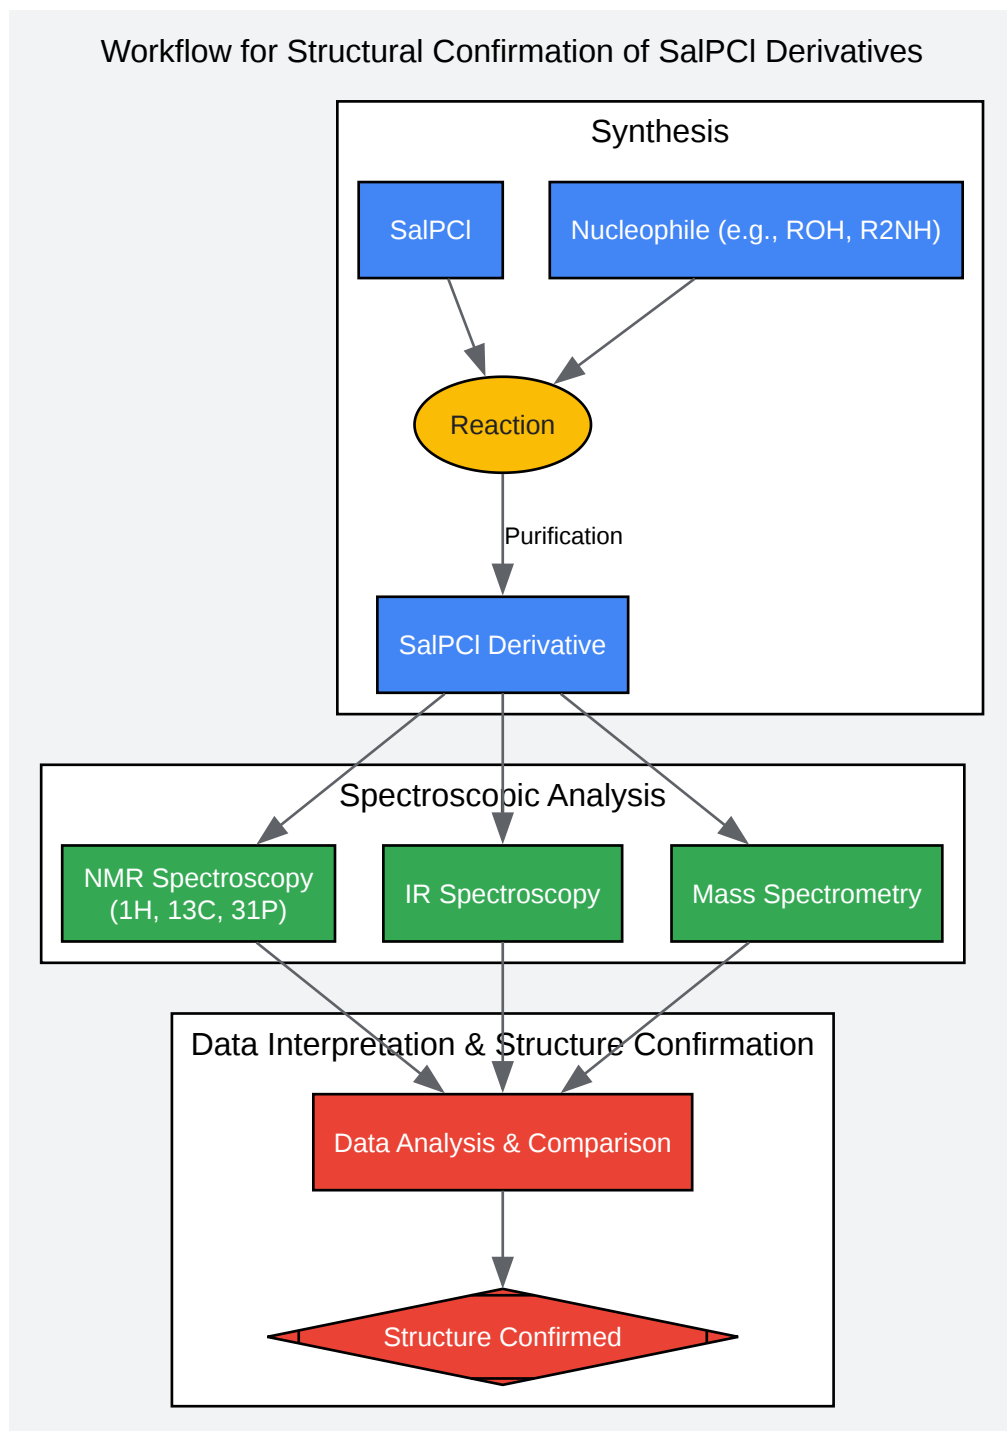 Workflow for Structural Confirmation of SalPCl Derivatives
Synthesis
SalPCl
Nucleophile (e.g., ROH, R2NH)
Reaction
Purification
SalPCl Derivative
Spectroscopic Analysis
NMR Spectroscopy
(1H, 13C, 31P)
IR Spectroscopy
Mass Spectrometry
Data Interpretation & Structure Confirmation
Data Analysis & Comparison
Structure Confirmed